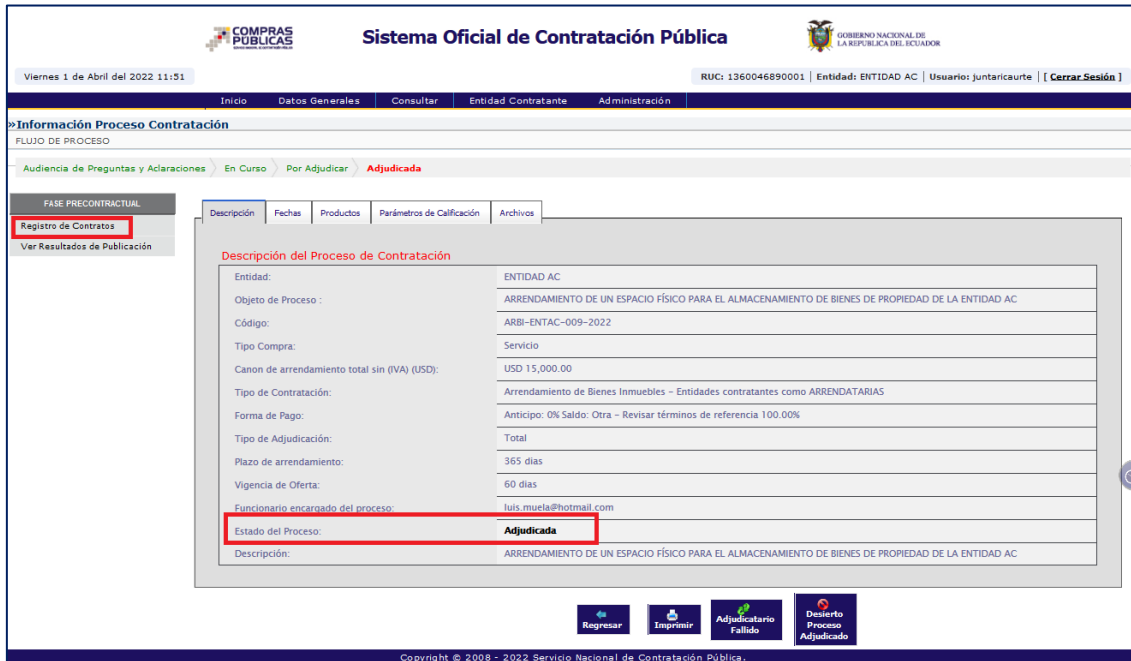 COMPRAS PÚBLICAS
Sistema Oficial de Contratación Pública
GOBIERNO NACIONAL DE
LA REPUBLICA DEL ECUADOR
Viernes 1 de Abril del 2022 11:51
RUC: 1360046890001 | Entidad: ENTIDAD AC | Usuario: juntaricaurte | [ Cerrar Sesión ]
Inicio Datos Generales Consultar Entidad Contratante Administración
»Información Proceso Contratación
FLUJO DE PROCESO
Audiencia de Preguntas y Aclaraciones En Curso Por Adjudicar Adjudicada
FASE PRECONTRACTUAL
Registro de Contratos
Ver Resultados de Publicación
Descripción Fechas Productos Parámetros de Calificación Archivos
Descripción del Proceso de Contratación
Entidad: ENTIDAD AC
Objeto de Proceso : ARRENDAMIENTO DE UN ESPACIO FÍSICO PARA EL ALMACENAMIENTO DE BIENES DE PROPIEDAD DE LA ENTIDAD AC
Código: ARBI-ENTAC-009-2022
Tipo Compra: Servicio
Canon de arrendamiento total sin (IVA) (USD): USD 15,000.00
Tipo de Contratación: Arrendamiento de Bienes Inmuebles - Entidades contratantes como ARRENDATARIAS
Forma de Pago: Anticipo: 0% Saldo: Otra - Revisar términos de referencia 100.00%
Tipo de Adjudicación: Total
Plazo de arrendamiento: 365 dias
Vigencia de Oferta: 60 dias
Funcionario encargado del proceso: luis.muela@hotmail.com
Estado del Proceso: Adjudicada
Descripción: ARRENDAMIENTO DE UN ESPACIO FÍSICO PARA EL ALMACENAMIENTO DE BIENES DE PROPIEDAD DE LA ENTIDAD AC
Regresar
Imprimir
Adjudicatario
Fallido
Desierto
Proceso
Adjudicado
Copyright © 2008 - 2022 Servicio Nacional de Contratación Pública.